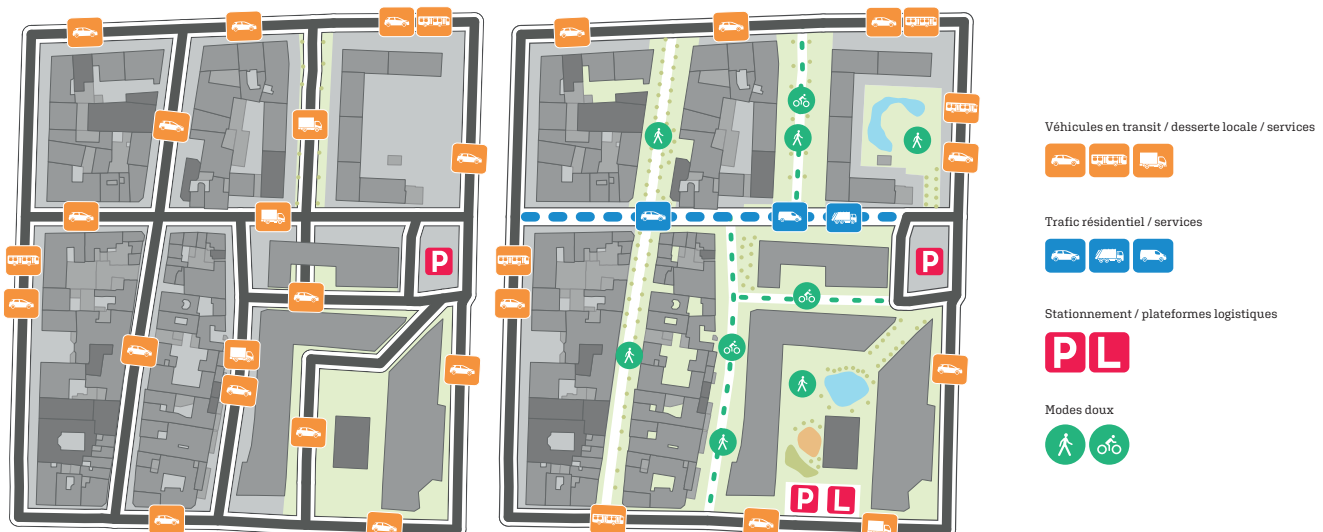 P
P
P L
Véhicules en transit / desserte locale / services
Trafic résidentiel / services
Stationnement / plateformes logistiques
P L
Modes doux